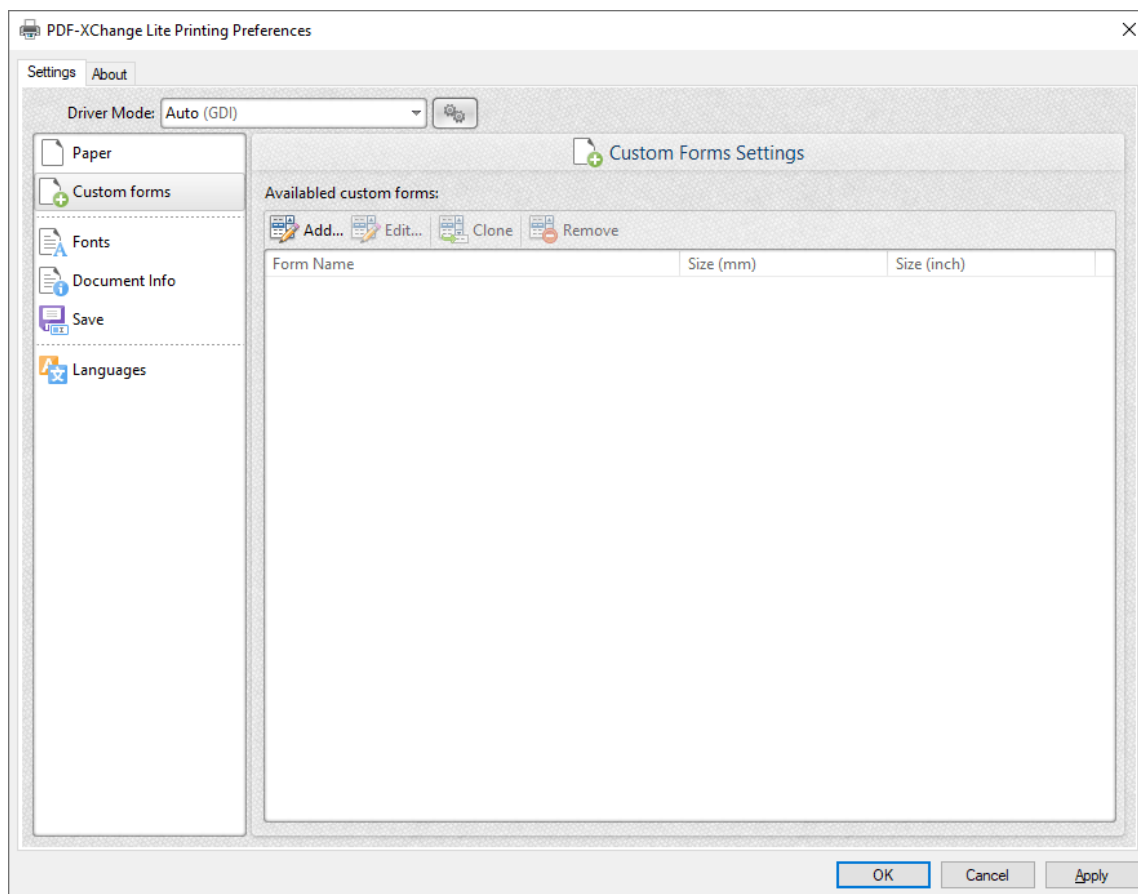 PDF-XChange Lite Printing Preferences
Settings About
Driver Mode: Auto (GDI)
Paper
Custom forms
Fonts
Document Info
Save
Languages
Custom Forms Settings
Availabled custom forms:
Add... Edit... Clone Remove
Form Name Size (mm) Size (inch)
OK Cancel Apply